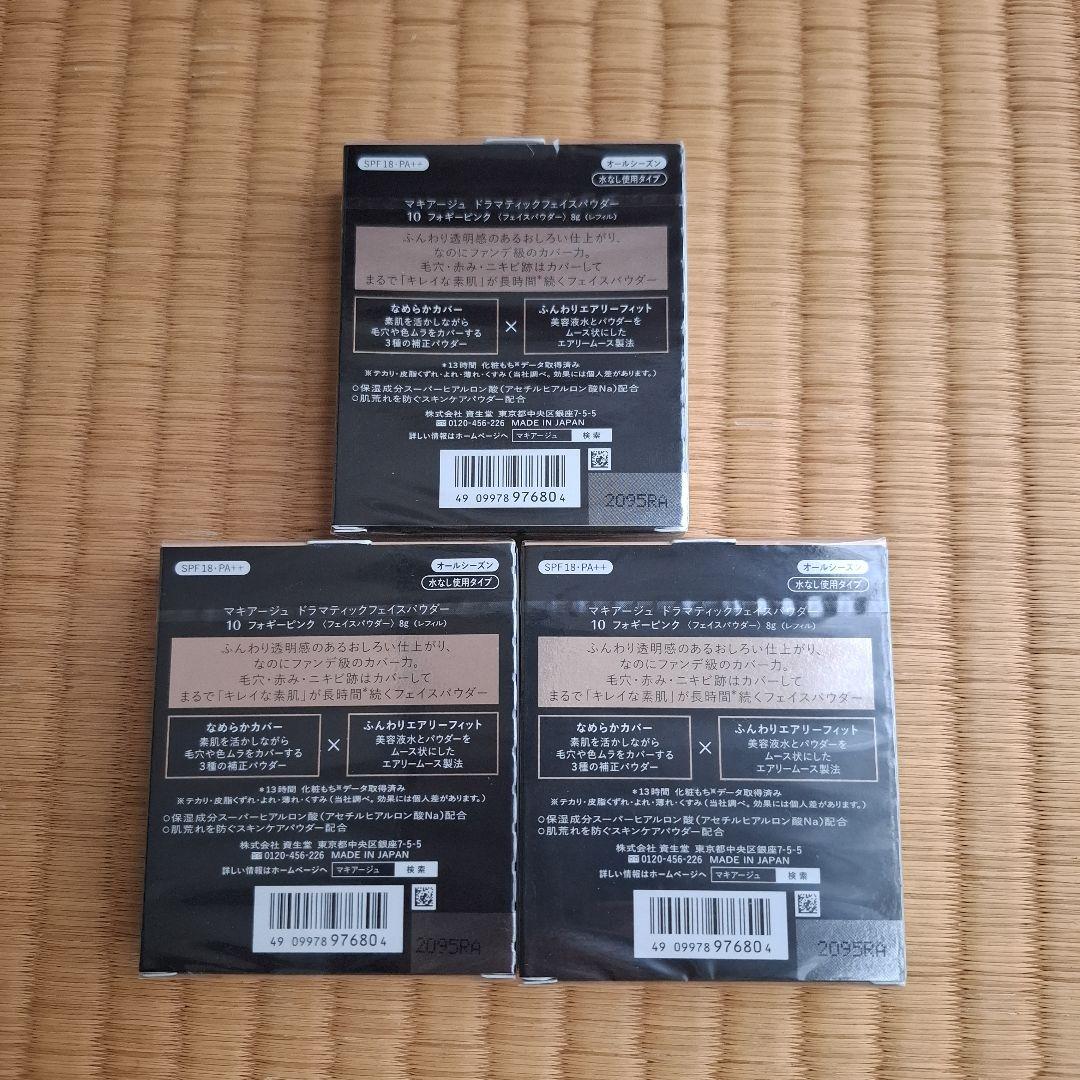 SPF18・PA++
オールシーズン
水なし使用タイプ
マキアージュ ドラマティックフェイスパウダー
10 フォギーピンク 〈フェイスパウダー〉 8g (レフィル)
ふんわり透明感のあるおしろい仕上がり、
なのにファンデ級のカバー力。
毛穴・赤み・ニキビ跡はカバーして
まるで「キレイな素肌」が長時間*続くフェイスパウダー
なめらかカバー
素肌を活かしながら
毛穴や色ムラをカバーする
3種の補正パウダー
×
ふんわりエアリーフィット
美容液水とパウダーを
ムース状にした
エアリームース製法
*13時間 化粧もち※データ取得済み
※テカリ・皮脂くずれ・よれ・薄れ・くすみ(当社調べ。効果には個人差があります。)
○保湿成分スーパーヒアルロン酸(アセチルヒアルロン酸Na)配合
○肌荒れを防ぐスキンケアパウダー配合
株式会社 資生堂 東京都中央区銀座7-5-5
0120-456-226 MADE IN JAPAN
詳しい情報はホームページへ マキアージュ 検索
4909978976804
2095RA
SPF18・PA++
オールシーズン
水なし使用タイプ
マキアージュ ドラマティックフェイスパウダー
10 フォギーピンク 〈フェイスパウダー〉 8g (レフィル)
ふんわり透明感のあるおしろい仕上がり、
なのにファンデ級のカバー力。
毛穴・赤み・ニキビ跡はカバーして
まるで「キレイな素肌」が長時間*続くフェイスパウダー
なめらかカバー
素肌を活かしながら
毛穴や色ムラをカバーする
3種の補正パウダー
×
ふんわりエアリーフィット
美容液水とパウダーを
ムース状にした
エアリームース製法
*13時間 化粧もち※データ取得済み
※テカリ・皮脂くずれ・よれ・薄れ・くすみ(当社調べ。効果には個人差があります。)
○保湿成分スーパーヒアルロン酸(アセチルヒアルロン酸Na)配合
○肌荒れを防ぐスキンケアパウダー配合
株式会社 資生堂 東京都中央区銀座7-5-5
0120-456-226 MADE IN JAPAN
詳しい情報はホームページへ マキアージュ 検索
4909978976804
2095RA
SPF18・PA++
オールシーズン
水なし使用タイプ
マキアージュ ドラマティックフェイスパウダー
10 フォギーピンク 〈フェイスパウダー〉 8g (レフィル)
ふんわり透明感のあるおしろい仕上がり、
なのにファンデ級のカバー力。
毛穴・赤み・ニキビ跡はカバーして
まるで「キレイな素肌」が長時間*続くフェイスパウダー
なめらかカバー
素肌を活かしながら
毛穴や色ムラをカバーする
3種の補正パウダー
×
ふんわりエアリーフィット
美容液水とパウダーを
ムース状にした
エアリームース製法
*13時間 化粧もち※データ取得済み
※テカリ・皮脂くずれ・よれ・薄れ・くすみ(当社調べ。効果には個人差があります。)
○保湿成分スーパーヒアルロン酸(アセチルヒアルロン酸Na)配合
○肌荒れを防ぐスキンケアパウダー配合
株式会社 資生堂 東京都中央区銀座7-5-5
0120-456-226 MADE IN JAPAN
詳しい情報はホームページへ マキアージュ 検索
4909978976804
2095RA